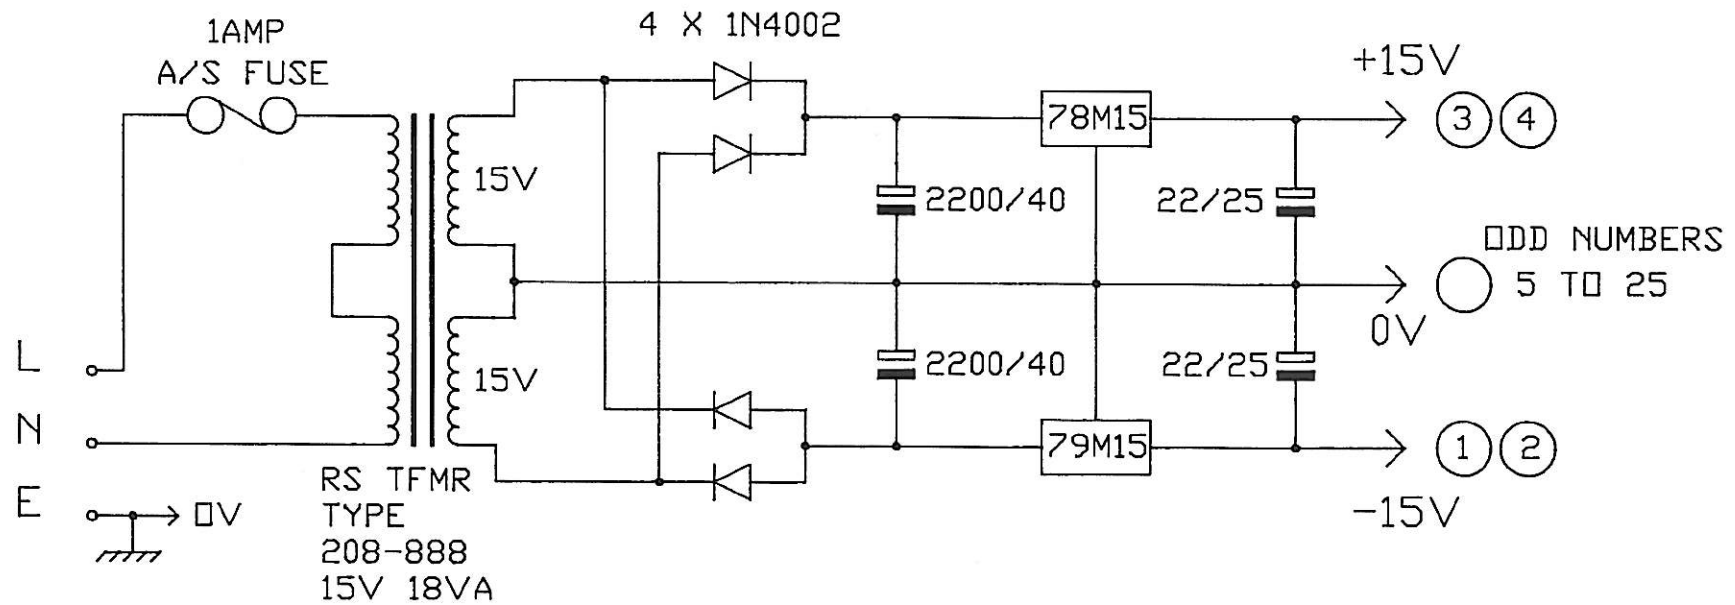 1AMP
A/S FUSE
4 X 1N4002
+15V
78M15
3 4
15V
2200/40
22/25
ODD NUMBERS
5 TO 25
0V
2200/40
22/25
15V
L
N
79M15
1 2
-15V
E
0V
RS TFMR
TYPE
208-888
15V 18VA